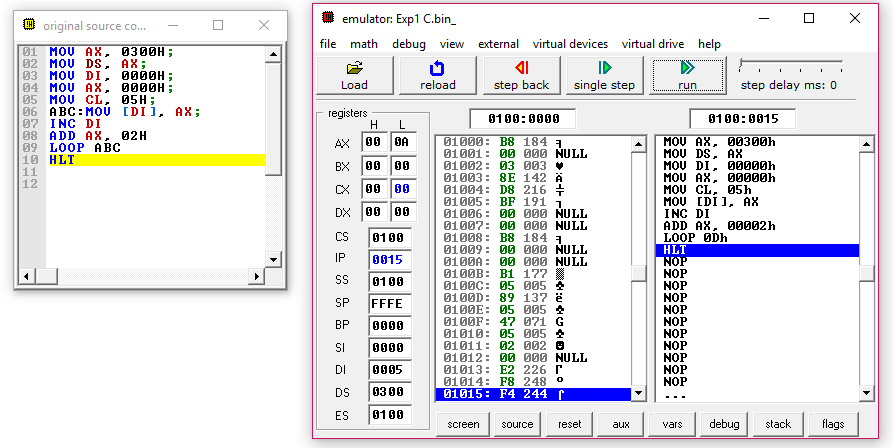 original source co...
01 MOV AX, 0300H;
02 MOV DS, AX;
03 MOV DI, 0000H;
04 MOV AX, 0000H;
05 MOV CL, 05H;
06 ABC:MOV [DI], AX;
07 INC DI
08 ADD AX, 02H
09 LOOP ABC
10 HLT
11
12
emulator: Exp1 C.bin_
file math debug view external virtual devices virtual drive help
Load reload step back single step run step delay ms: 0
registers
H L
AX 00 0A
BX 00 00
CX 00 00
DX 00 00
CS 0100
IP 0015
SS 0100
SP FFFE
BP 0000
SI 0000
DI 0005
DS 0300
ES 0100
0100:0000
01000: B8 184 ╕
01001: 00 000 NULL
01002: 03 003 ♥
01003: 8E 142 Ä
01004: D8 216 ╪
01005: BF 191 ┐
01006: 00 000 NULL
01007: 00 000 NULL
01008: B8 184 ╕
01009: 00 000 NULL
0100A: 00 000 NULL
0100B: B1 177 ▒
0100C: 05 005 ♣
0100D: 89 137 ë
0100E: 05 005 ♣
0100F: 47 071 G
01010: 05 005 ♣
01011: 02 002 ☻
01012: 00 000 NULL
01013: E2 226 Γ
01014: F8 248 °
01015: F4 244 ⌠
0100:0015
MOV AX, 00300h
MOV DS, AX
MOV DI, 00000h
MOV AX, 00000h
MOV CL, 05h
MOV [DI], AX
INC DI
ADD AX, 00002h
LOOP 0Dh
HLT
NOP
NOP
NOP
NOP
NOP
NOP
NOP
NOP
NOP
NOP
NOP
...
screen source reset aux vars debug stack flags